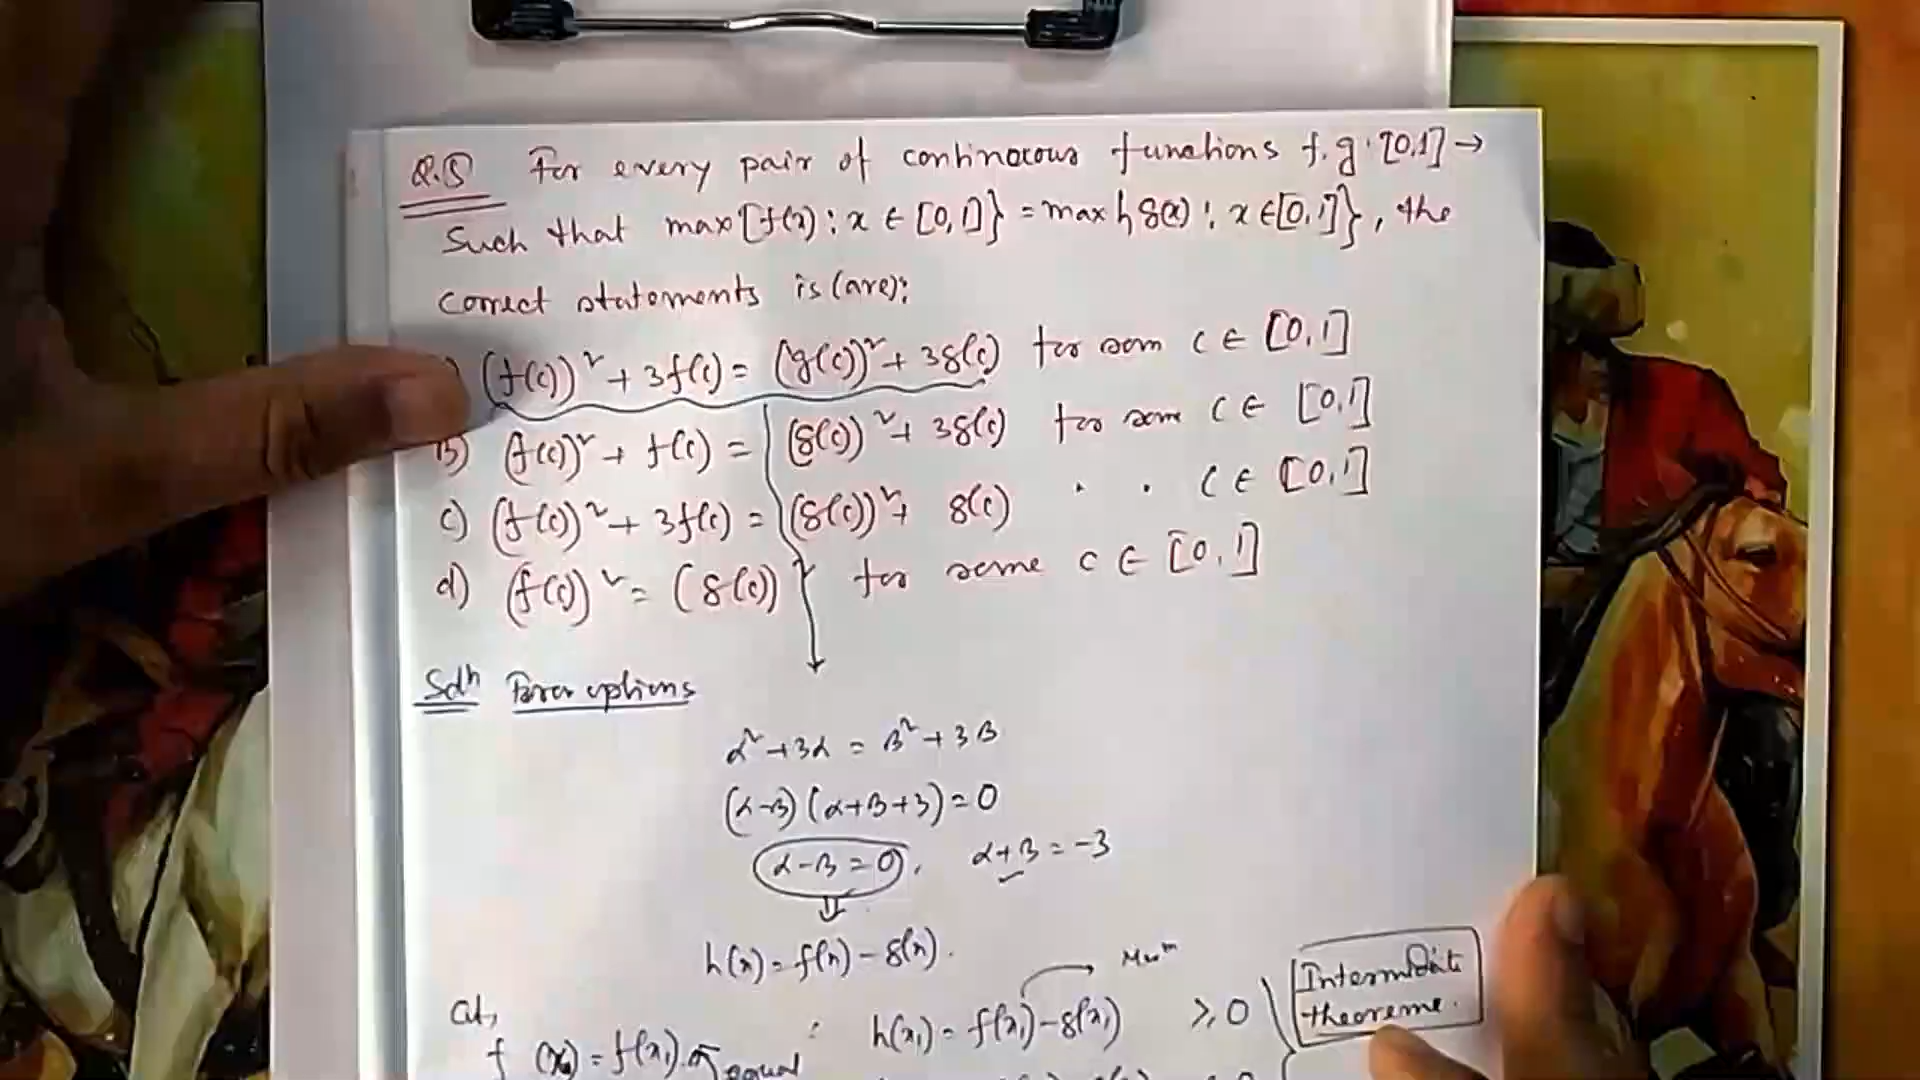 Q.5 For every pair of continuous functions f, g : [0,1] →
Such that max {f(x) : x ∈ [0,1]} = max {g(x) : x ∈ [0,1]}, the
correct statements is (are):
) (f(c))² + 3f(c) = (g(c))² + 3g(c) for som c ∈ [0,1]
B) (f(c))² + f(c) = (g(c))² + 3g(c) for some c ∈ [0,1]
c) (f(c))² + 3f(c) = (g(c))² + g(c) . . c ∈ [0,1]
d) (f(c))² = (g(c))² for some c ∈ [0,1]
Solⁿ options
α² + 3α = β² + 3β
(α-β)(α+β+3) = 0
α-β = 0, α+β = -3
⇓
h(x) = f(x) - g(x).
at, h(x₁) = f(x₁) - g(x₁) ≥ 0
Intermediate
theoreme.
equal